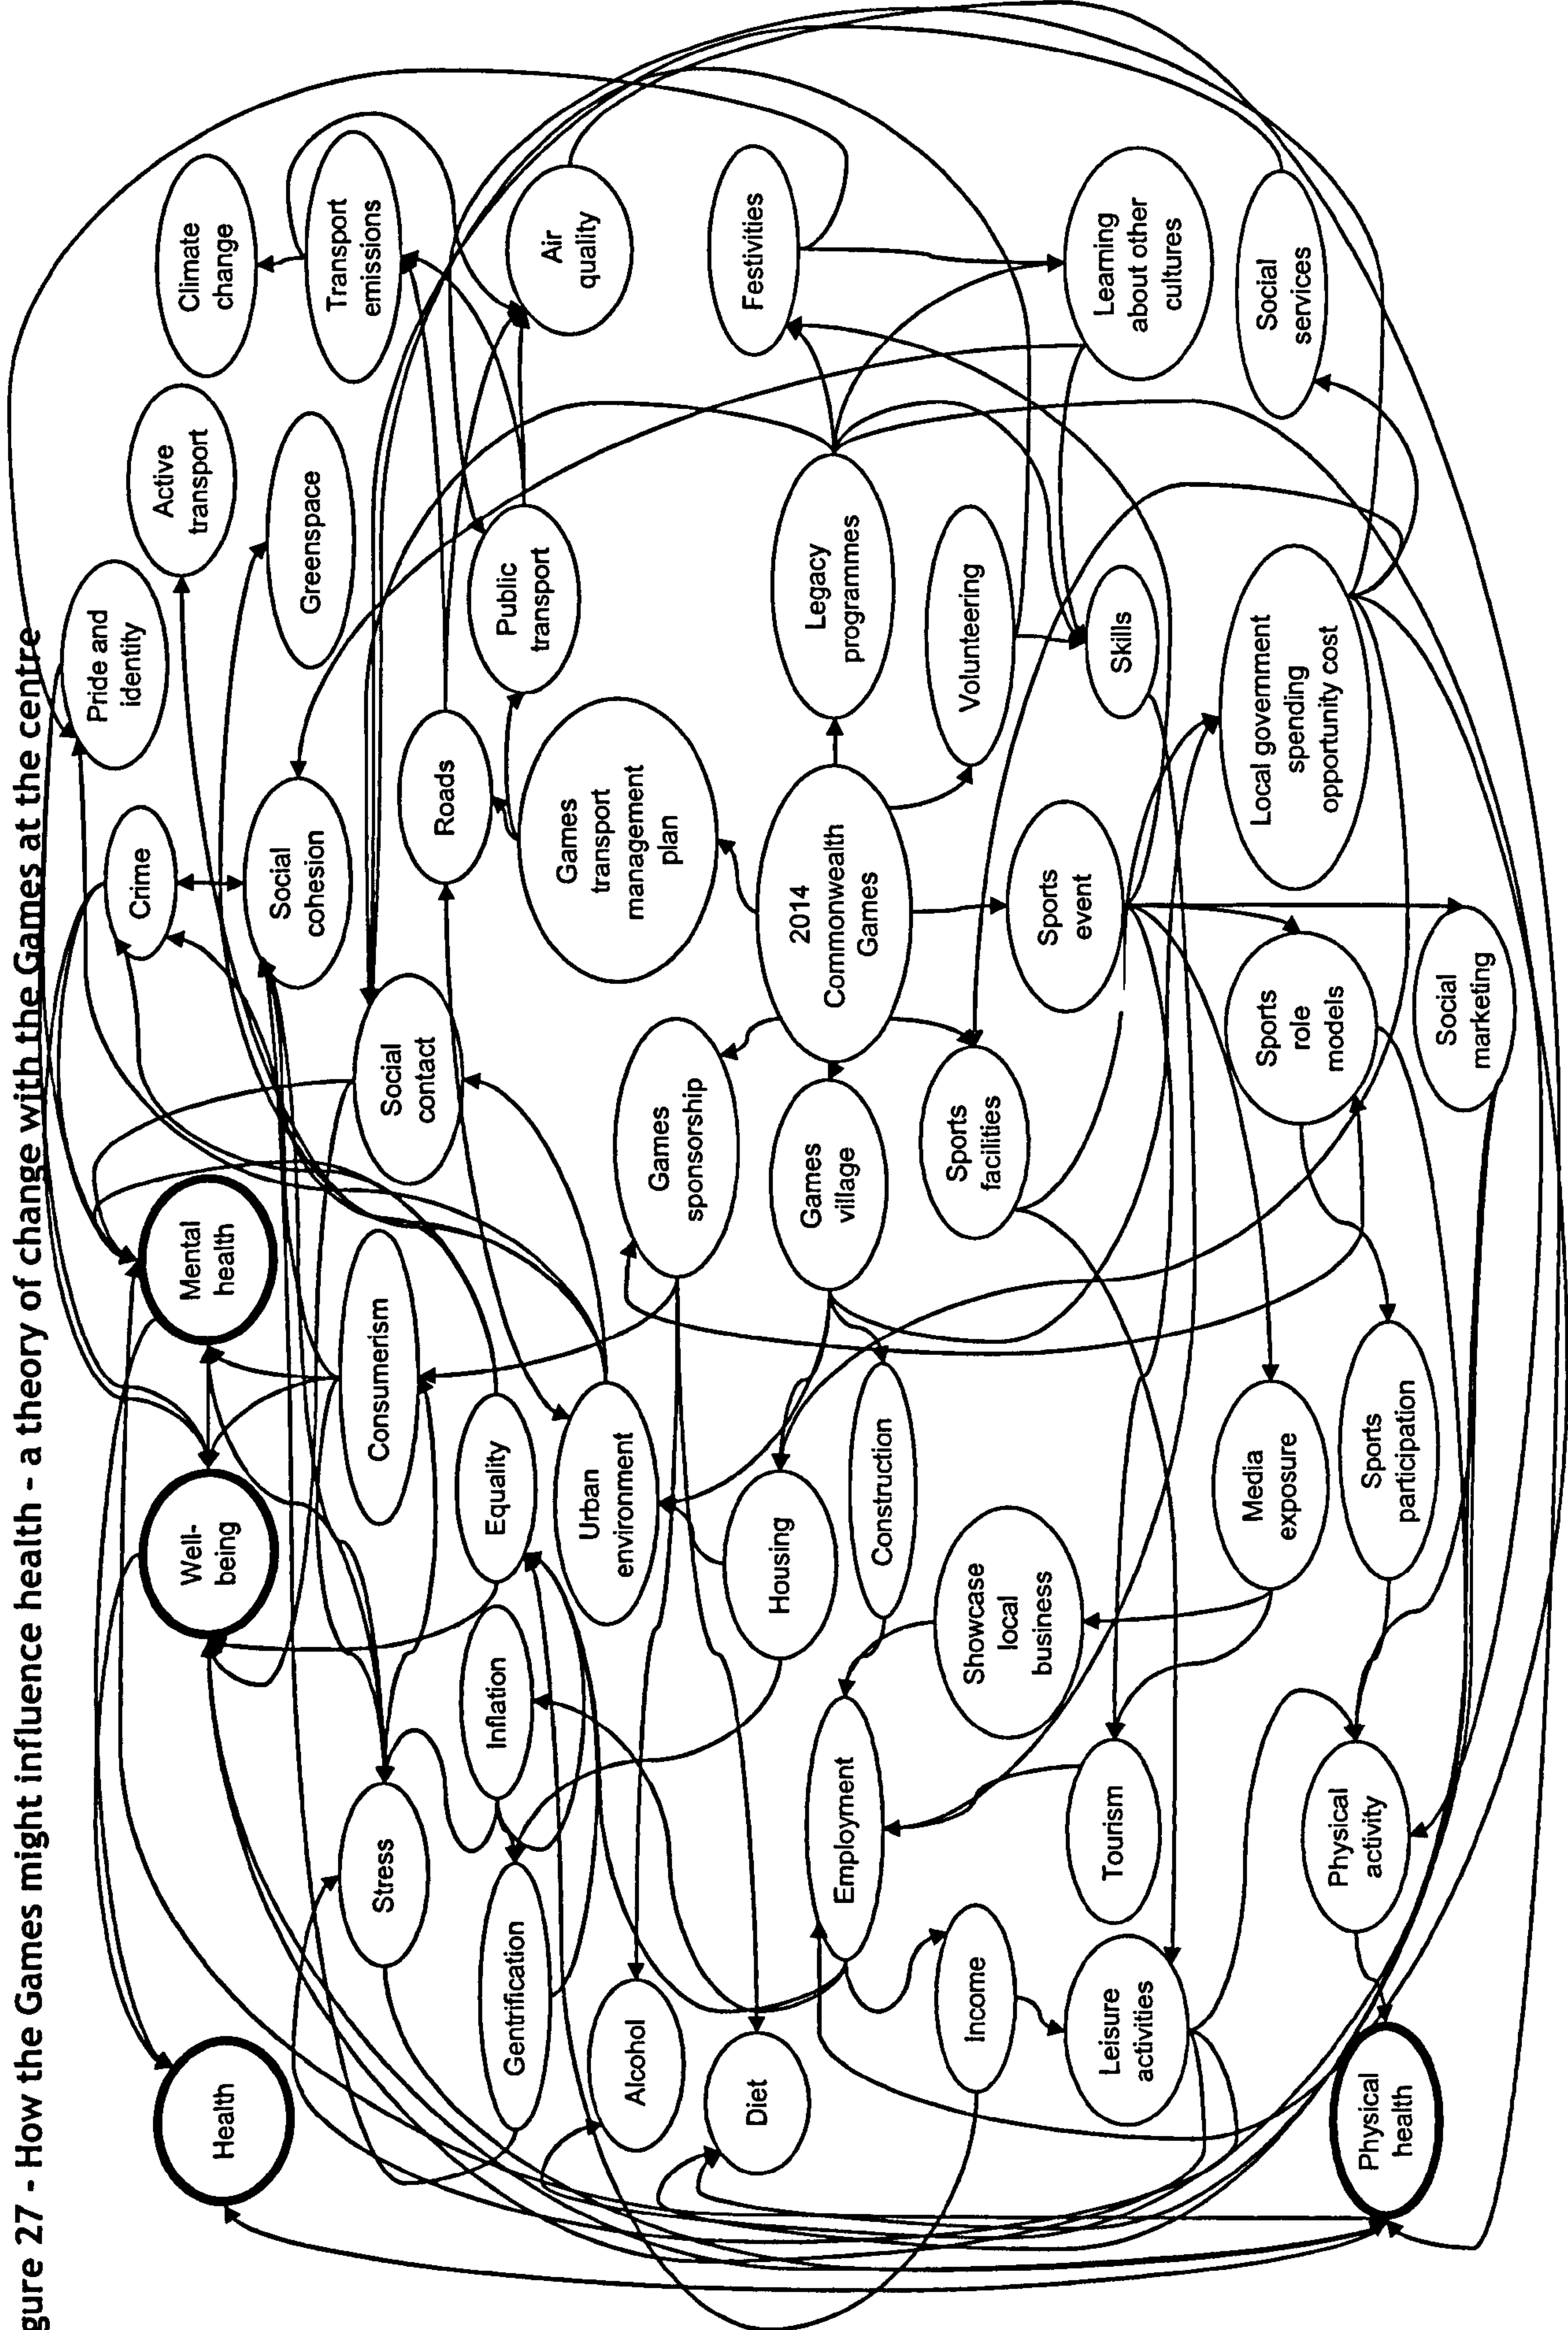 gure 27 - How the Games might influence health - a theory of change with the Games at the centre
Health
Well-
being
Mental
health
Crime
Pride and
identity
Active
transport
Climate
change
Stress
Consumerism
Social
contact
Social
cohesion
Greenspace
Transport
emissions
Gentrification
Inflation
Equality
Roads
Public
transport
Air
quality
Alcohol
Urban
environment
Games
sponsorship
Games
transport
management
plan
Diet
Housing
Games
village
2014
Commonwealth
Games
Legacy
programmes
Festivities
Employment
Construction
Sports
facilities
Volunteering
Income
Showcase
local
business
Sports
event
Skills
Learning
about other
cultures
Leisure
activities
Tourism
Media
exposure
Sports
role
models
Local government
spending
opportunity cost
Social
services
Physical
health
Physical
activity
Sports
participation
Social
marketing